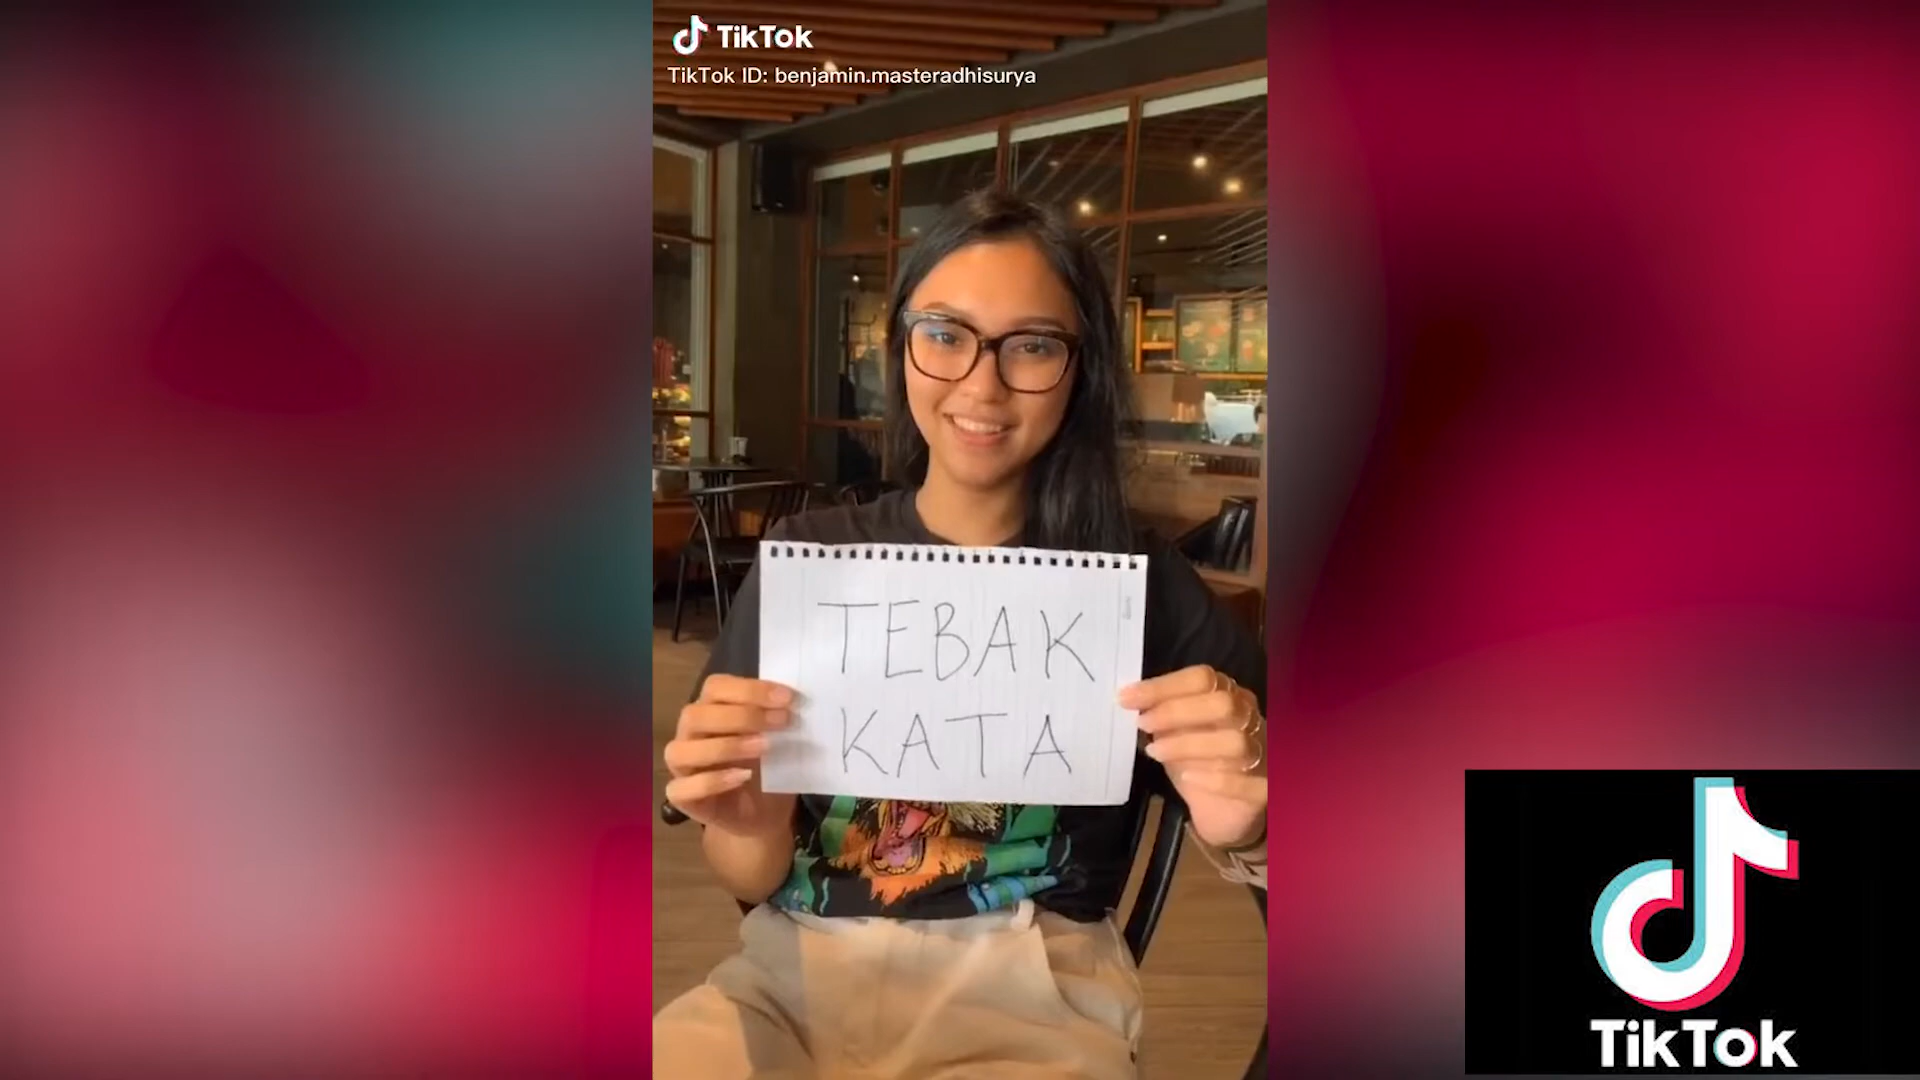 TikTok
TikTok ID: benjamin.masteradhisurya
TEBAK
KATA
TikTok